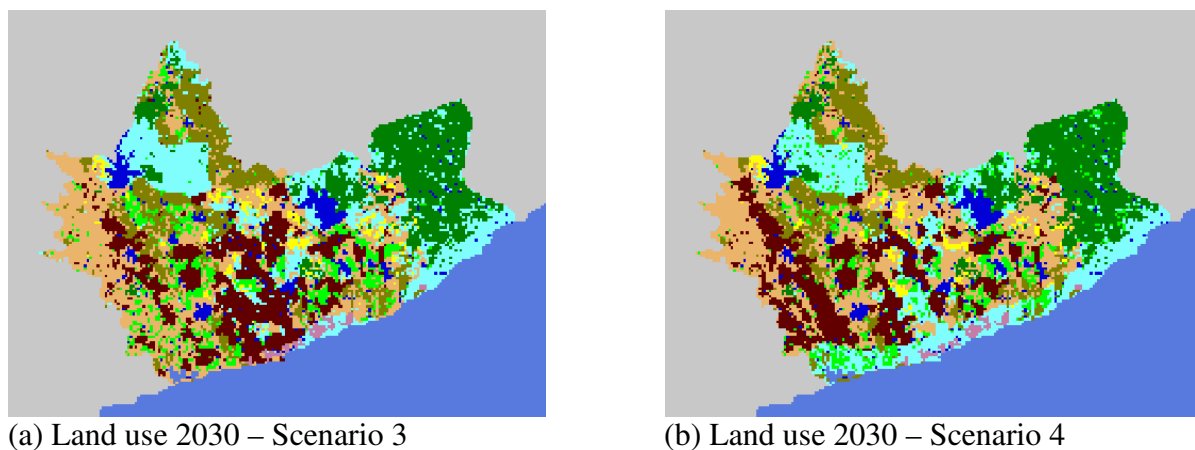 (a) Land use 2030 – Scenario 3
(b) Land use 2030 – Scenario 4